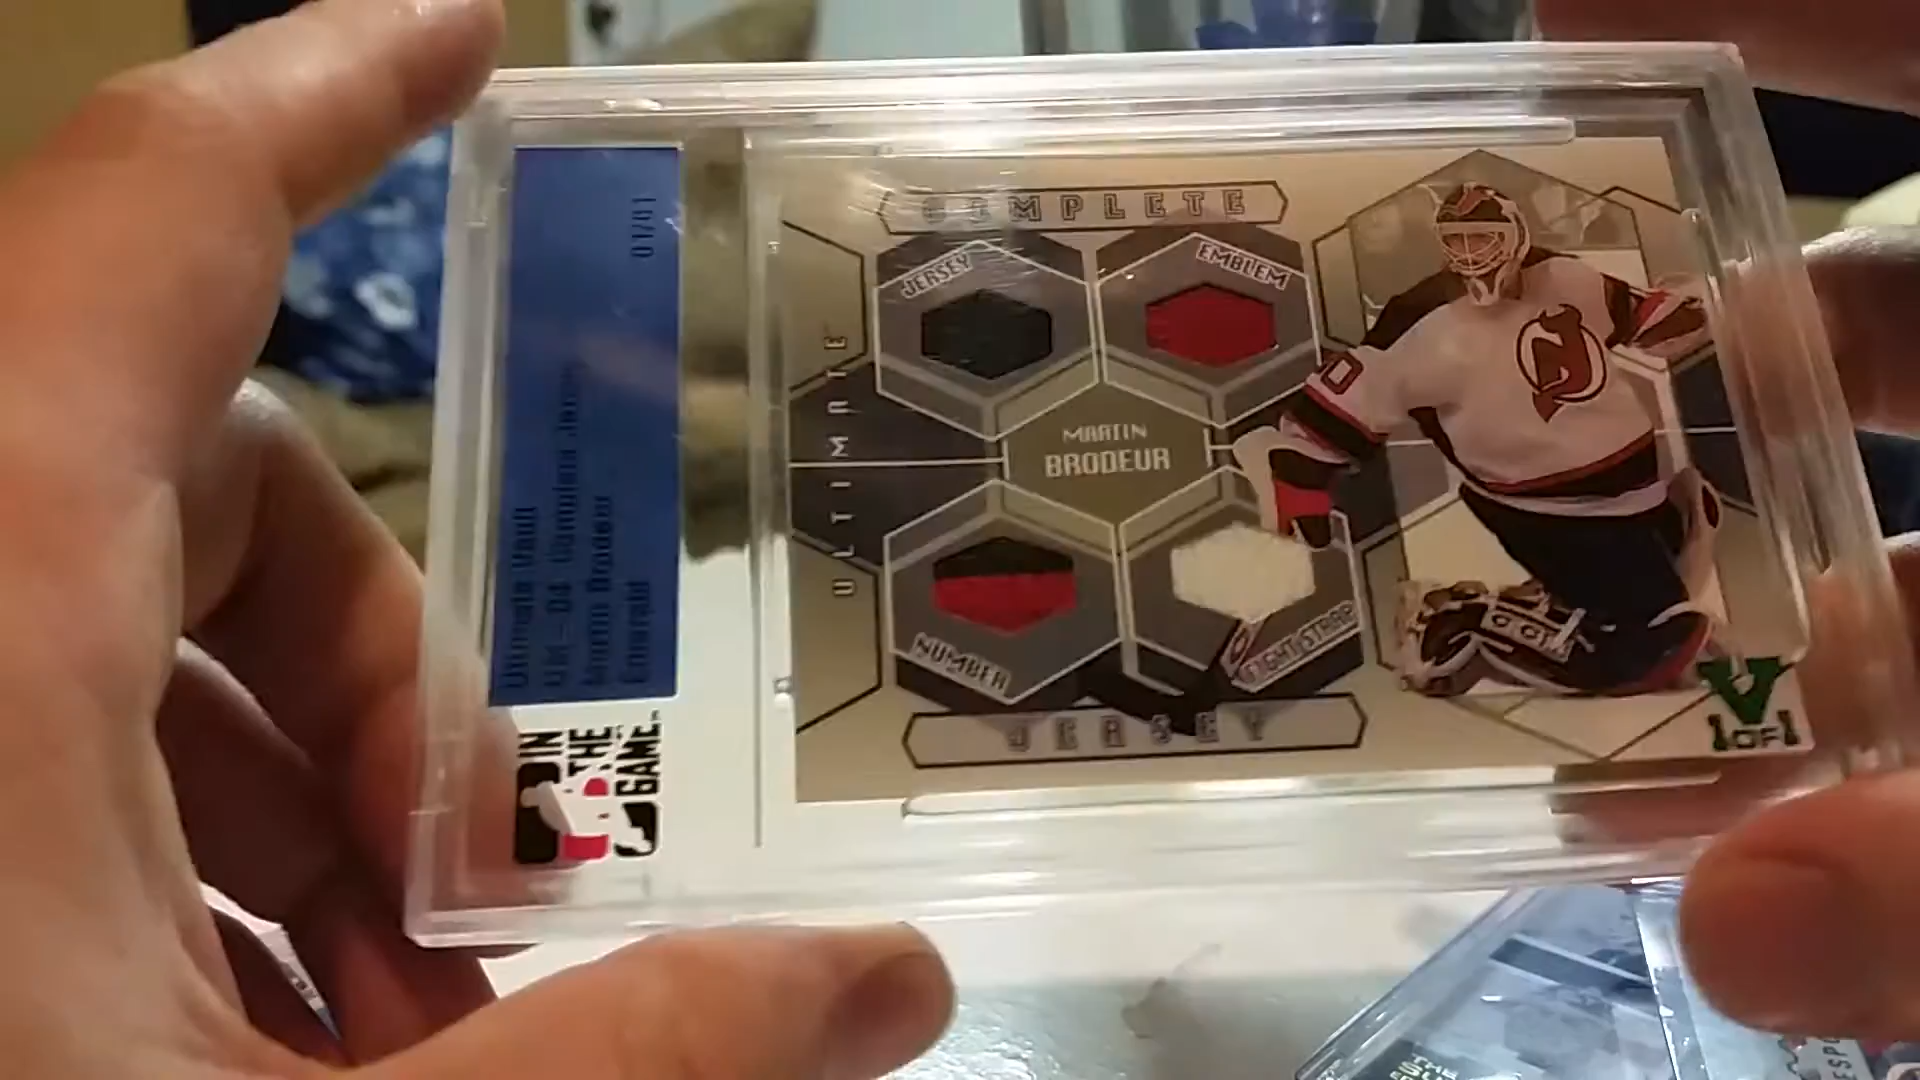 01/01
Ultimate Vault
UM-04 Complete Jersey
Martin Brodeur
Emerald
IN
THE
GAME
COMPLETE
JERSEY
EMBLEM
ULTIMATE
MARTIN
BRODEUR
NUMBER
FIGHT STRAP
JERSEY
V
1 OF 1